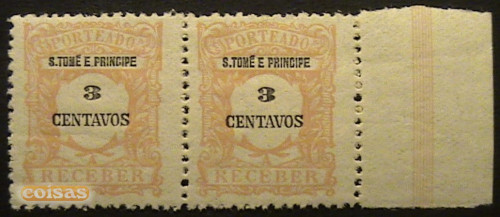 PORTEADO
S. TOMÉ E PRINCIPE
3
CENTAVOS
RECEBER
PORTEADO
S. TOMÉ E PRINCIPE
3
CENTAVOS
RECEBER
coisas